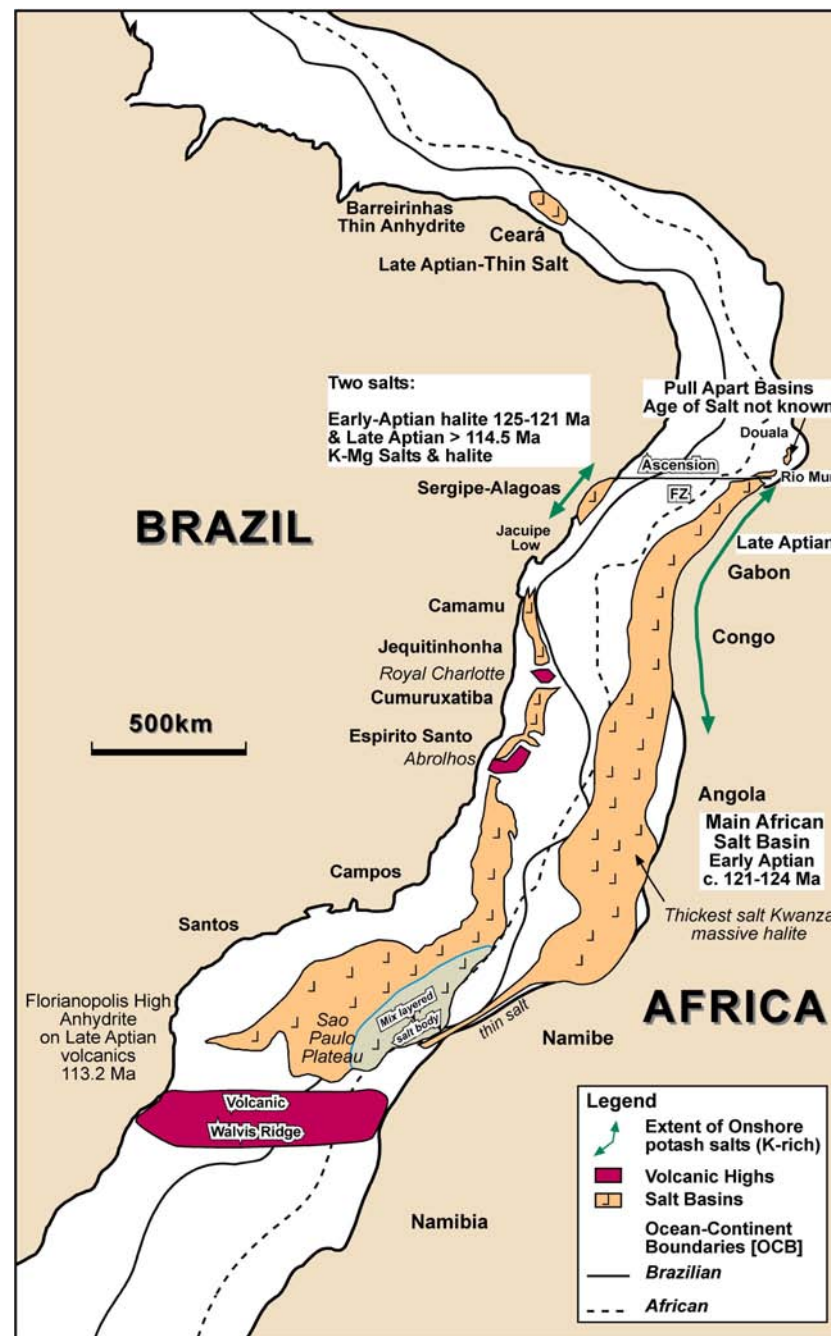 Barreirinhas
Thin Anhydrite
Ceará
Late Aptian-Thin Salt
Two salts:
Early-Aptian halite 125-121 Ma
& Late Aptian > 114.5 Ma
K-Mg Salts & halite
Pull Apart Basins
Age of Salt not known
Douala
Ascension
FZ
Rio Mun
Sergipe-Alagoas
Jacuipe
Low
BRAZIL
Late Aptian
Gabon
Congo
Camamu
Jequitinhonha
Royal Charlotte
Cumuruxatiba
500km
Espirito Santo
Abrolhos
Angola
Main African
Salt Basin
Early Aptian
c. 121-124 Ma
Thickest salt Kwanza
massive halite
Campos
Santos
Florianopolis High
Anhydrite
on Late Aptian
volcanics
113.2 Ma
Sao
Paulo
Plateau
Mix layered
salt body
thin salt
AFRICA
Namibe
Volcanic
Walvis Ridge
Namibia
Legend
Extent of Onshore
potash salts (K-rich)
Volcanic Highs
Salt Basins
Ocean-Continent
Boundaries [OCB]
Brazilian
African